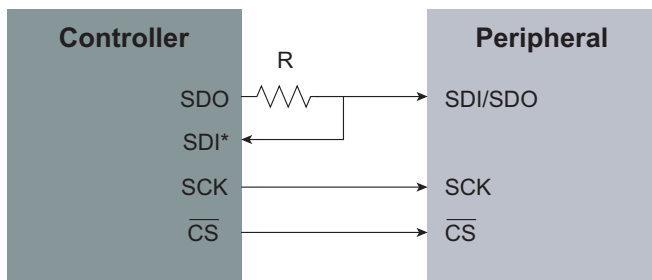 Controller
Peripheral
R
SDO
SDI/SDO
SDI*
SCK
SCK
CS
CS